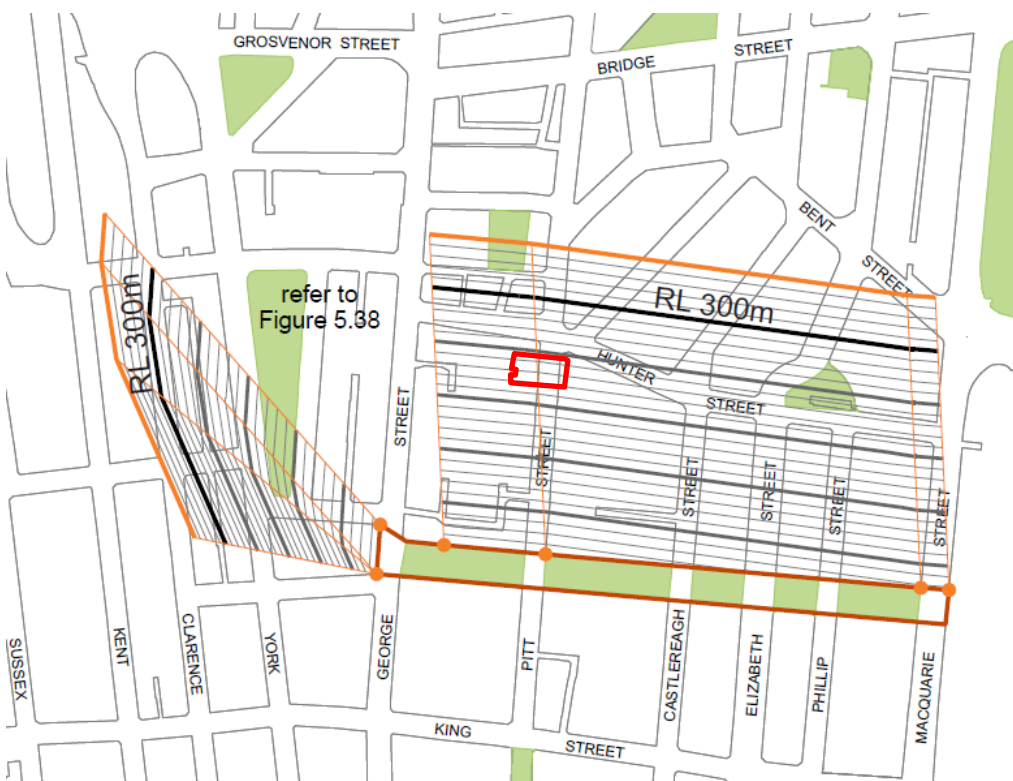 GROSVENOR STREET
BRIDGE STREET
BENT STREET
refer to
Figure 5.38
RL 300m
RL 300m
HUNTER STREET
STREET
STREET
STREET
STREET
STREET
STREET
SUSSEX
KENT
CLARENCE
YORK
GEORGE
PITT
CASTLEREAGH
ELIZABETH
PHILLIP
MACQUARIE
KING STREET